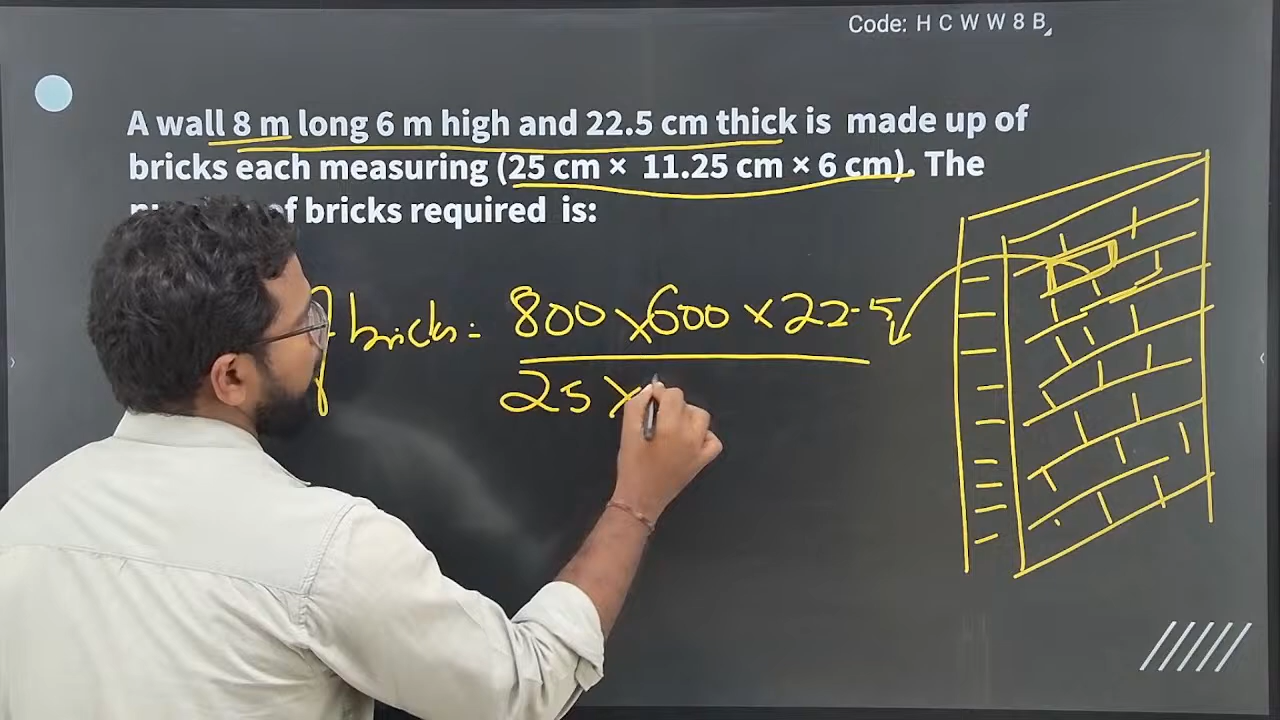 Code: H C W W 8 B
A wall 8 m long 6 m high and 22.5 cm thick is made up of
bricks each measuring (25 cm × 11.25 cm × 6 cm). The
of bricks required is:
bricks = 800 × 600 × 22.5
25 ×